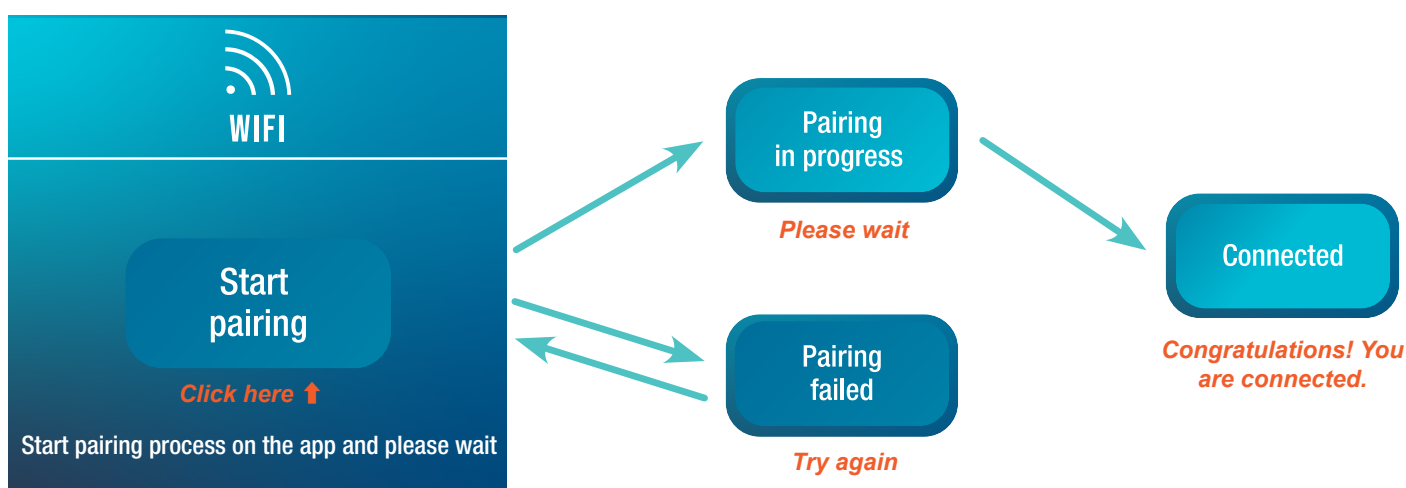 WIFI
Start
pairing
Click here
Start pairing process on the app and please wait
Pairing
in progress
Please wait
Pairing
failed
Try again
Connected
Congratulations! You
are connected.